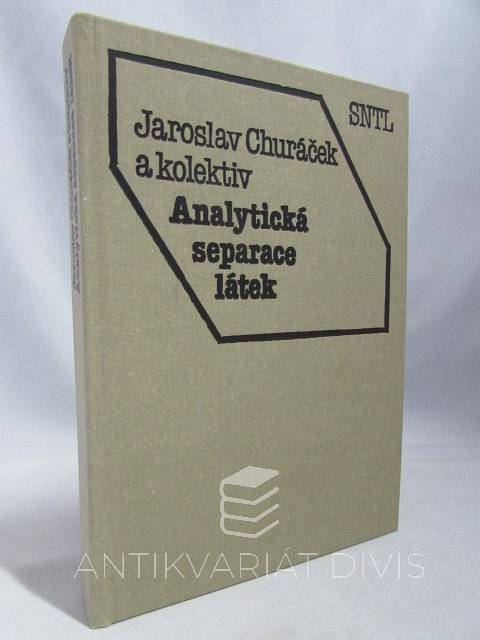 SNTL
Jaroslav Churáček
a kolektiv
Analytická
separace
látek
ANTIKVARIÁT DIVIŠ